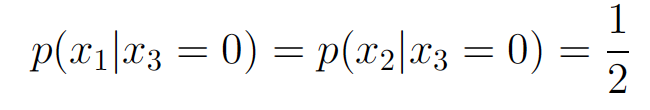 p(x₁|x₃ = 0) = p(x₂|x₃ = 0) = 1/2